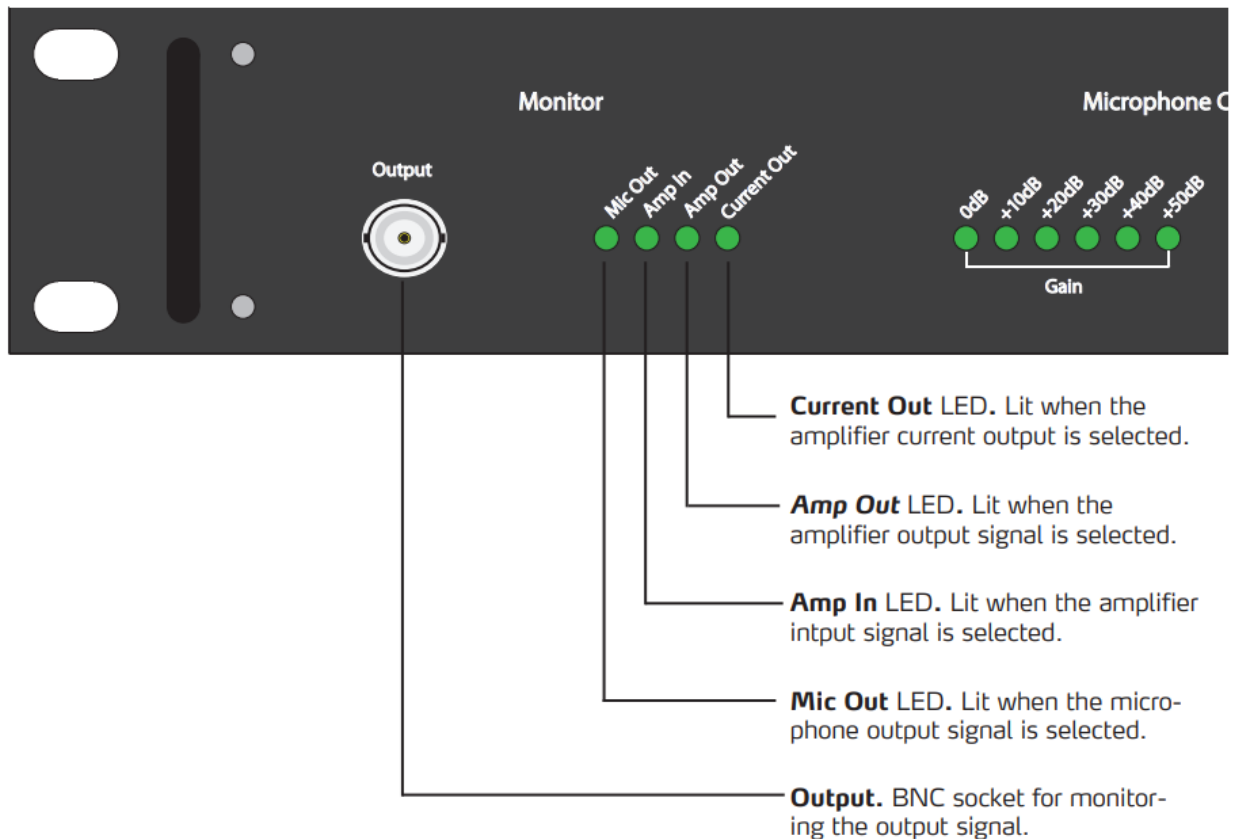 Monitor
Microphone C
Output
Mic Out
Amp In
Amp Out
Current Out
0dB
+10dB
+20dB
+30dB
+40dB
+50dB
Gain
Current Out LED. Lit when the
amplifier current output is selected.
Amp Out LED. Lit when the
amplifier output signal is selected.
Amp In LED. Lit when the amplifier
intput signal is selected.
Mic Out LED. Lit when the micro-
phone output signal is selected.
Output. BNC socket for monitor-
ing the output signal.